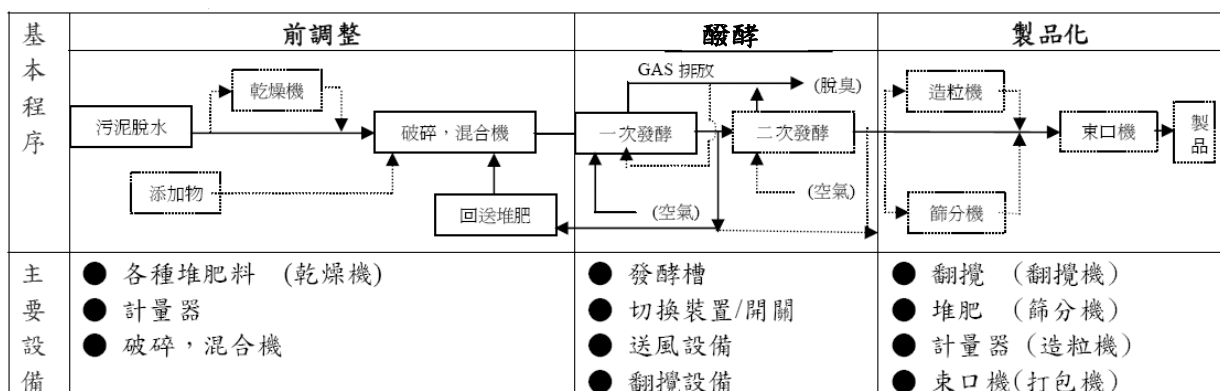 基本程序
前調整
醱酵
製品化
GAS 排放
(脫臭)
乾燥機
造粒機
污泥脫水
破碎，混合機
一次發酵
二次發酵
束口機
製品
添加物
回送堆肥
(空氣)
(空氣)
篩分機
主要設備
● 各種堆肥料 (乾燥機)
● 計量器
● 破碎，混合機
● 發酵槽
● 切換裝置/開關
● 送風設備
● 翻攪設備
● 翻攪 (翻攪機)
● 堆肥 (篩分機)
● 計量器 (造粒機)
● 束口機(打包機)